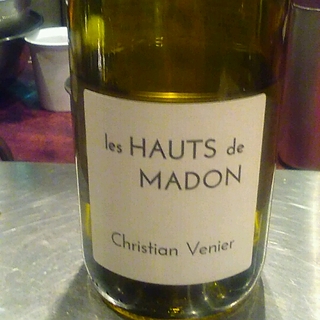 les HAUTS de
MADON
Christian Venier